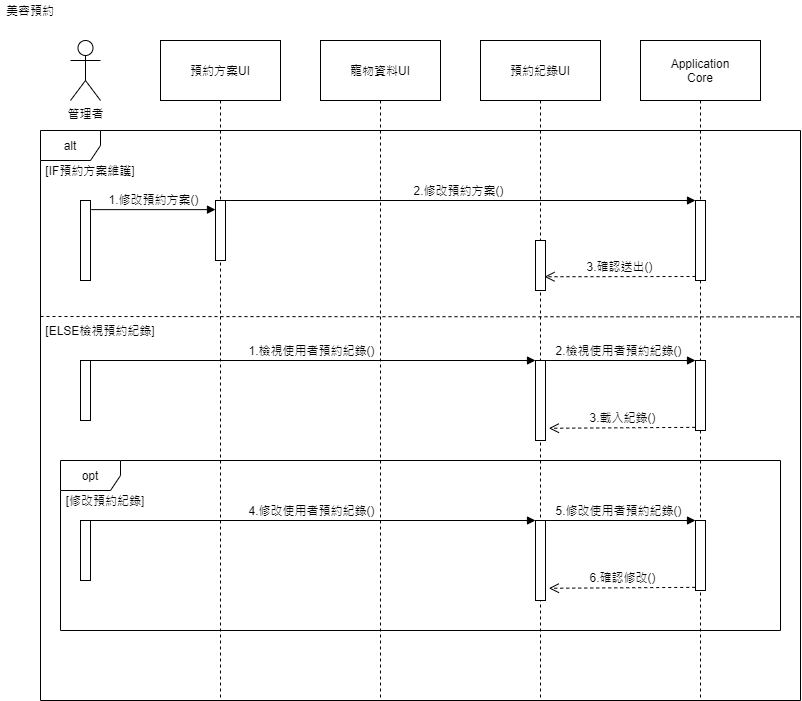 美容預約
預約方案UI
寵物資料UI
預約紀錄UI
Application
Core
管理者
alt
[IF預約方案維護]
1.修改預約方案()
2.修改預約方案()
3.確認送出()
[ELSE檢視預約紀錄]
1.檢視使用者預約紀錄()
2.檢視使用者預約紀錄()
3.載入紀錄()
opt
[修改預約紀錄]
4.修改使用者預約紀錄()
5.修改使用者預約紀錄()
6.確認修改()